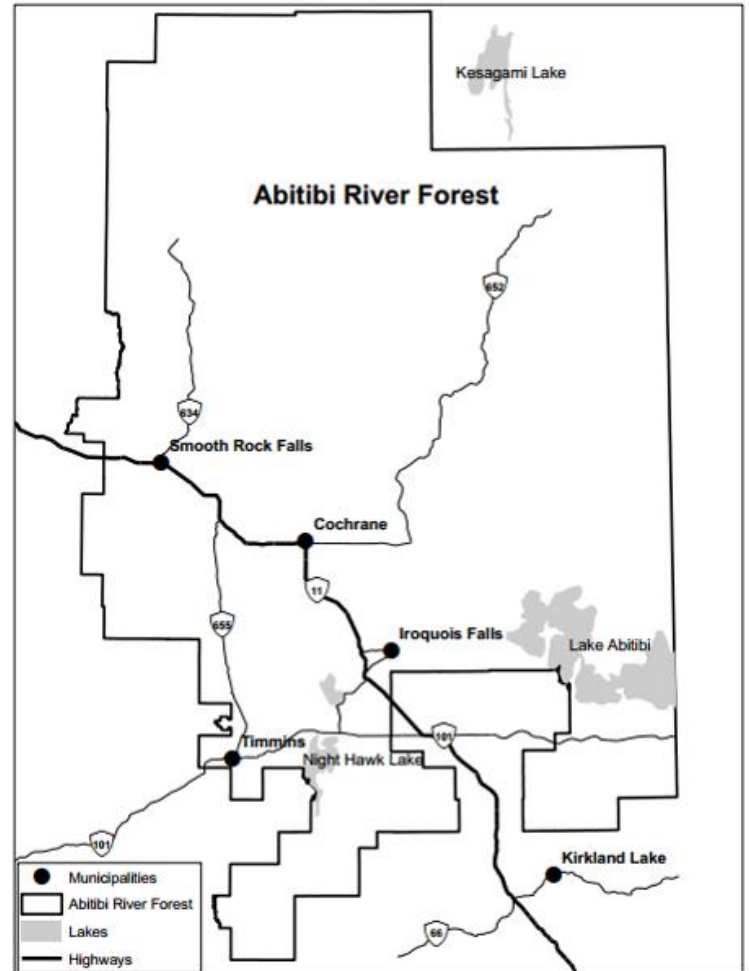 Kesagami Lake
Abitibi River Forest
652
634
Smooth Rock Falls
Cochrane
11
655
Iroquois Falls
Lake Abitibi
Timmins
101
Night Hawk Lake
101
Kirkland Lake
66
Municipalities
Abitibi River Forest
Lakes
Highways